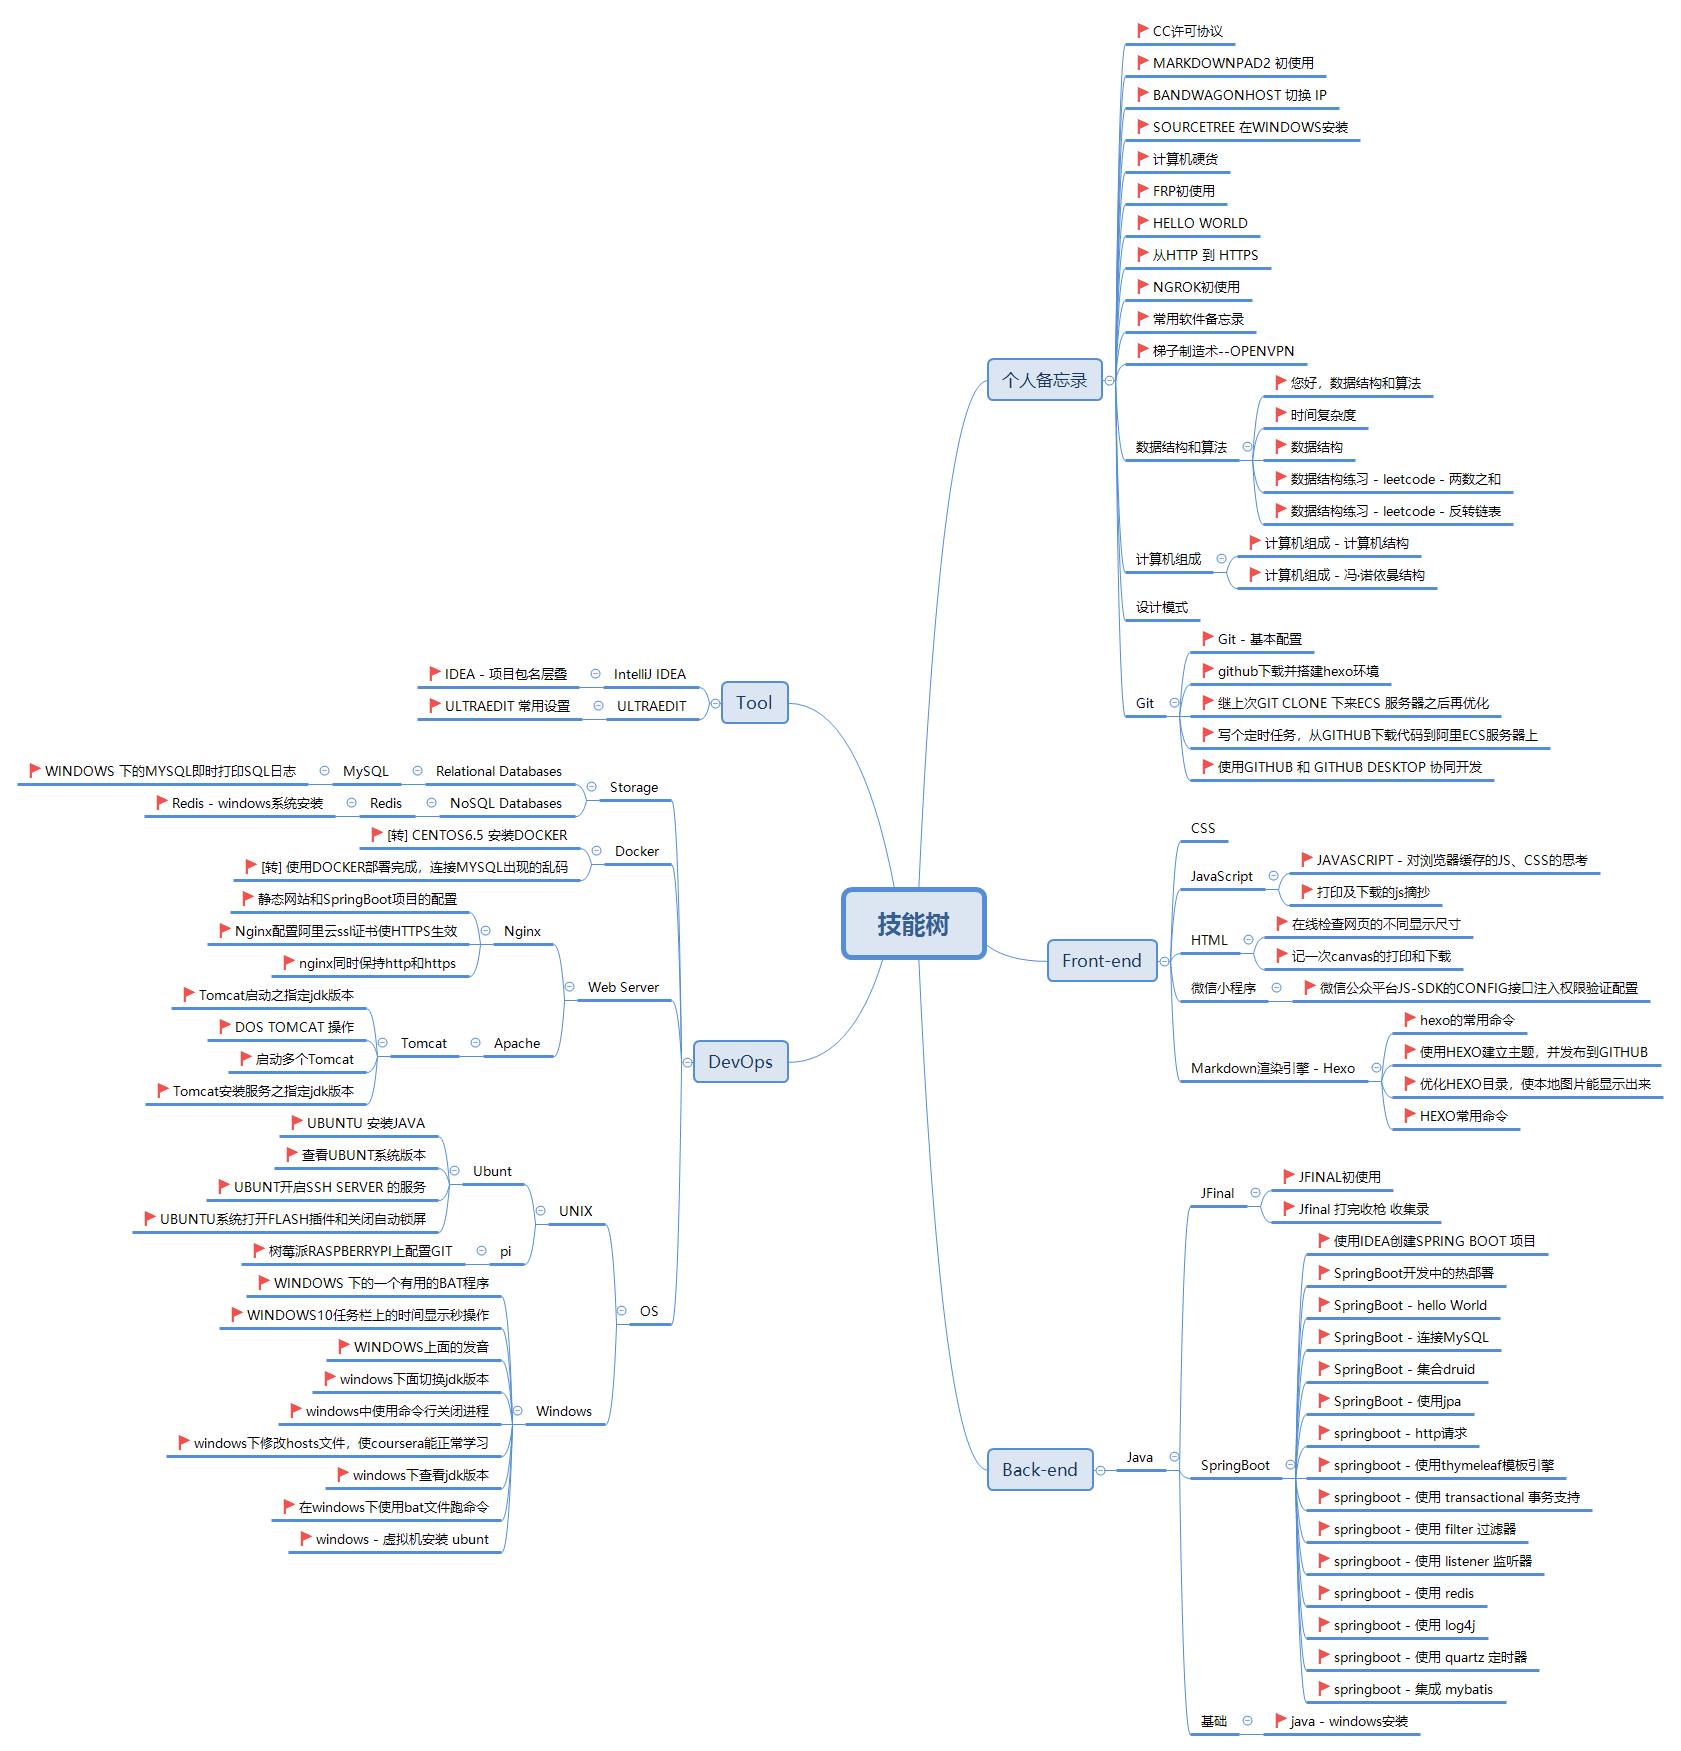 技能树
个人备忘录
CC许可协议
MARKDOWNPAD2 初使用
BANDWAGONHOST 切换 IP
SOURCETREE 在WINDOWS安装
计算机硬货
FRP初使用
HELLO WORLD
从HTTP 到 HTTPS
NGROK初使用
常用软件备忘录
梯子制造术--OPENVPN
数据结构和算法
您好，数据结构和算法
时间复杂度
数据结构
数据结构练习 - leetcode - 两数之和
数据结构练习 - leetcode - 反转链表
计算机组成
计算机组成 - 计算机结构
计算机组成 - 冯·诺依曼结构
设计模式
Git
Git - 基本配置
github下载并搭建hexo环境
继上次GIT CLONE 下来ECS 服务器之后再优化
写个定时任务，从GITHUB下载代码到阿里ECS服务器上
使用GITHUB 和 GITHUB DESKTOP 协同开发
Front-end
CSS
JavaScript
JAVASCRIPT - 对浏览器缓存的JS、CSS的思考
打印及下载的js摘抄
HTML
在线检查网页的不同显示尺寸
记一次canvas的打印和下载
微信小程序
微信公众平台JS-SDK的CONFIG接口注入权限验证配置
Markdown渲染引擎 - Hexo
hexo的常用命令
使用HEXO建立主题，并发布到GITHUB
优化HEXO目录，使本地图片能显示出来
HEXO常用命令
Back-end
Java
JFinal
JFINAL初使用
Jfinal 打完收枪 收集录
SpringBoot
使用IDEA创建SPRING BOOT 项目
SpringBoot开发中的热部署
SpringBoot - hello World
SpringBoot - 连接MySQL
SpringBoot - 集合druid
SpringBoot - 使用jpa
springboot - http请求
springboot - 使用thymeleaf模板引擎
springboot - 使用 transactional 事务支持
springboot - 使用 filter 过滤器
springboot - 使用 listener 监听器
springboot - 使用 redis
springboot - 使用 log4j
springboot - 使用 quartz 定时器
springboot - 集成 mybatis
基础
java - windows安装
Tool
IntelliJ IDEA
IDEA - 项目包名层叠
ULTRAEDIT
ULTRAEDIT 常用设置
DevOps
Storage
Relational Databases
MySQL
WINDOWS 下的MYSQL即时打印SQL日志
NoSQL Databases
Redis
Redis - windows系统安装
Docker
[转] CENTOS6.5 安装DOCKER
[转] 使用DOCKER部署完成，连接MYSQL出现的乱码
Web Server
Nginx
静态网站和SpringBoot项目的配置
Nginx配置阿里云ssl证书使HTTPS生效
nginx同时保持http和https
Apache
Tomcat
Tomcat启动之指定jdk版本
DOS TOMCAT 操作
启动多个Tomcat
Tomcat安装服务之指定jdk版本
OS
UNIX
Ubunt
UBUNTU 安装JAVA
查看UBUNT系统版本
UBUNT开启SSH SERVER 的服务
UBUNTU系统打开FLASH插件和关闭自动锁屏
pi
树莓派RASPBERRYPI上配置GIT
Windows
WINDOWS 下的一个有用的BAT程序
WINDOWS10任务栏上的时间显示秒操作
WINDOWS上面的发音
windows下面切换jdk版本
windows中使用命令行关闭进程
windows下修改hosts文件，使coursera能正常学习
windows下查看jdk版本
在windows下使用bat文件跑命令
windows - 虚拟机安装 ubunt